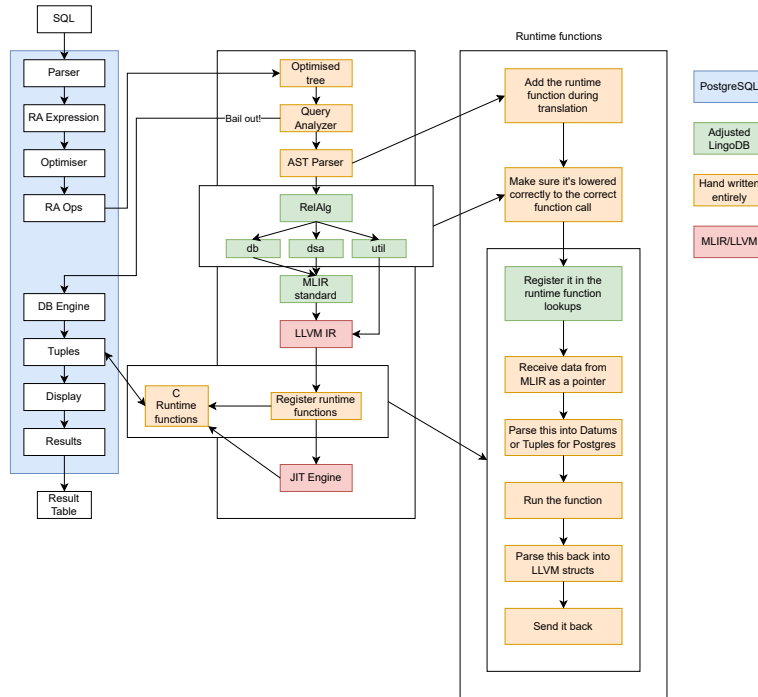 SQL
Parser
RA Expression
Optimiser
RA Ops
DB Engine
Tuples
Display
Results
Result
Table
Bail out!
Optimised
tree
Query
Analyzer
AST Parser
RelAlg
db
dsa
util
MLIR
standard
LLVM IR
C
Runtime
functions
Register runtime
functions
JIT Engine
Runtime functions
Add the runtime
function during
translation
Make sure it's lowered
correctly to the correct
function call
Register it in the
runtime function
lookups
Receive data from
MLIR as a pointer
Parse this into Datums
or Tuples for Postgres
Run the function
Parse this back into
LLVM structs
Send it back
PostgreSQL
Adjusted
LingoDB
Hand written
entirely
MLIR/LLVM